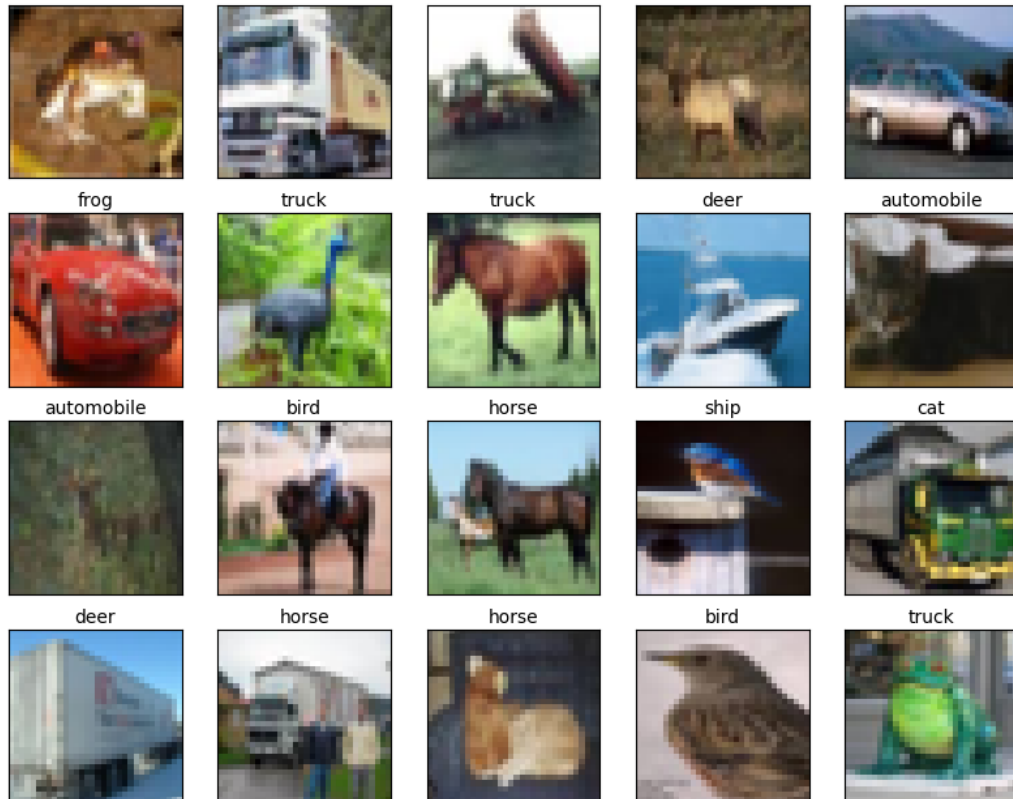 frog truck truck deer automobile
automobile bird horse ship cat
deer horse horse bird truck